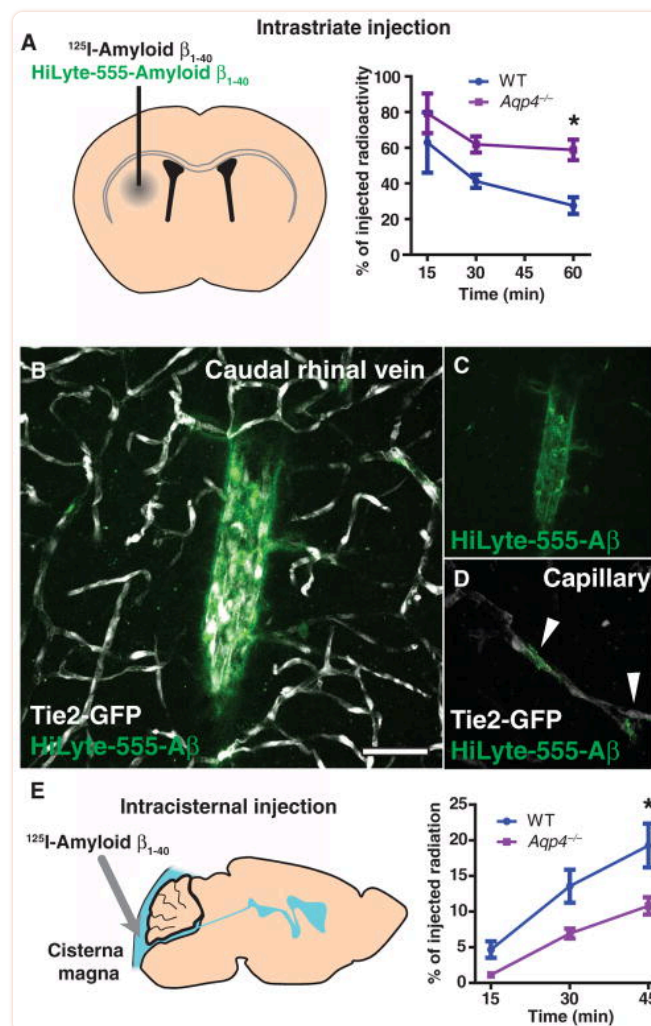 Intrastriate injection
A
¹²⁵I-Amyloid β₁₋₄₀
HiLyte-555-Amyloid β₁₋₄₀
WT
Aqp4⁻/⁻
*
% of injected radioactivity
100
80
60
40
20
0
15 30 45 60
Time (min)
B
Caudal rhinal vein
Tie2-GFP
HiLyte-555-Aβ
C
HiLyte-555-Aβ
D
Capillary
Tie2-GFP
HiLyte-555-Aβ
E
Intracisternal injection
¹²⁵I-Amyloid β₁₋₄₀
Cisterna
magna
WT
Aqp4⁻/⁻
*
% of injected radiation
25
20
15
10
5
0
15 30 45
Time (min)